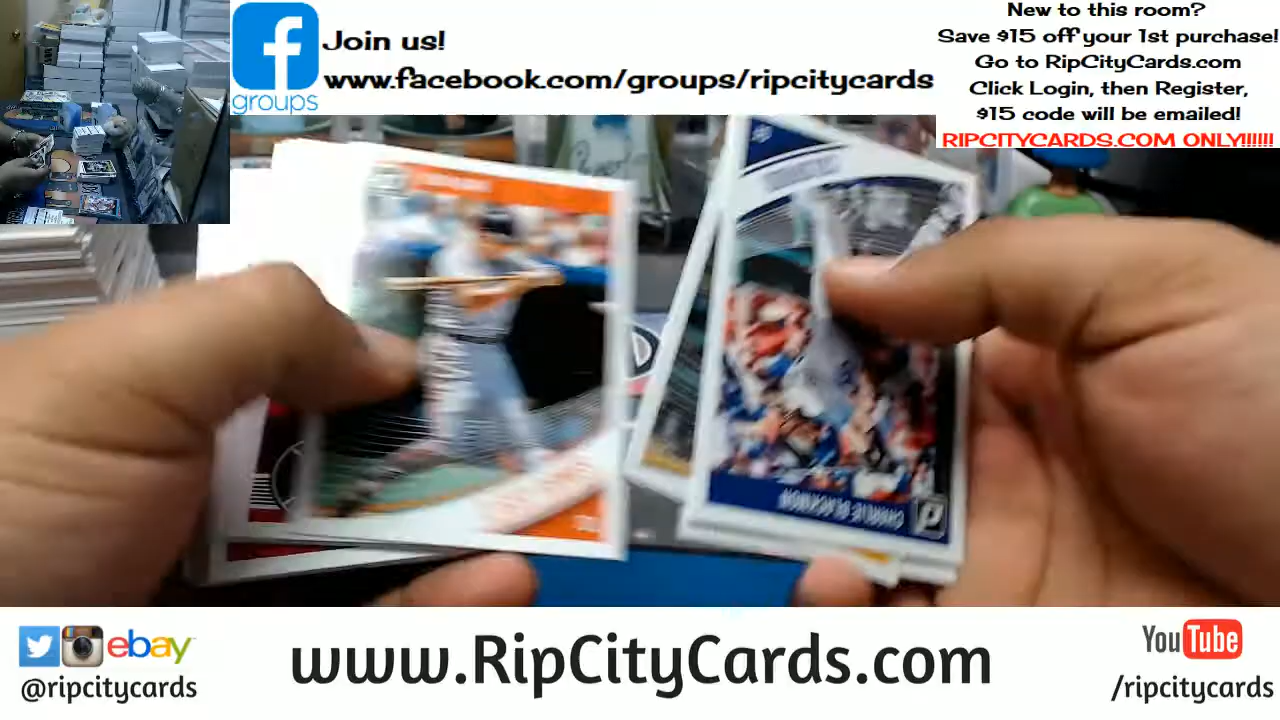 Join us!
www.facebook.com/groups/ripcitycards
groups
New to this room?
Save $15 off your 1st purchase!
Go to RipCityCards.com
Click Login, then Register,
$15 code will be emailed!
RIPCITYCARDS.COM ONLY!!!!!!
CHARLIE BLACKMON
ebay
@ripcitycards
www.RipCityCards.com
YouTube
/ripcitycards